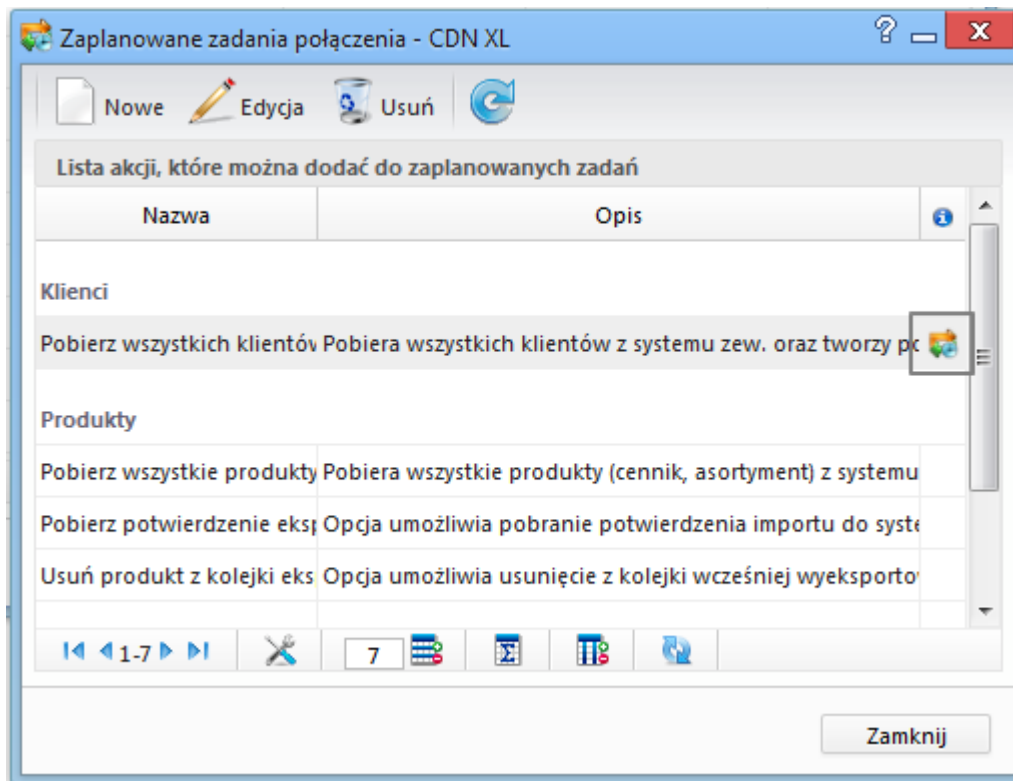 Zaplanowane zadania połączenia - CDN XL
Nowe Edycja Usuń
Lista akcji, które można dodać do zaplanowanych zadań
Nazwa Opis
Klienci
Pobierz wszystkich klientów Pobiera wszystkich klientów z systemu zew. oraz tworzy po
Produkty
Pobierz wszystkie produkty Pobiera wszystkie produkty (cennik, asortyment) z systemu
Pobierz potwierdzenie eksp Opcja umożliwia pobranie potwierdzenia importu do syste
Usuń produkt z kolejki eks Opcja umożliwia usunięcie z kolejki wcześniej wyeksporto
1-7 7
Zamknij